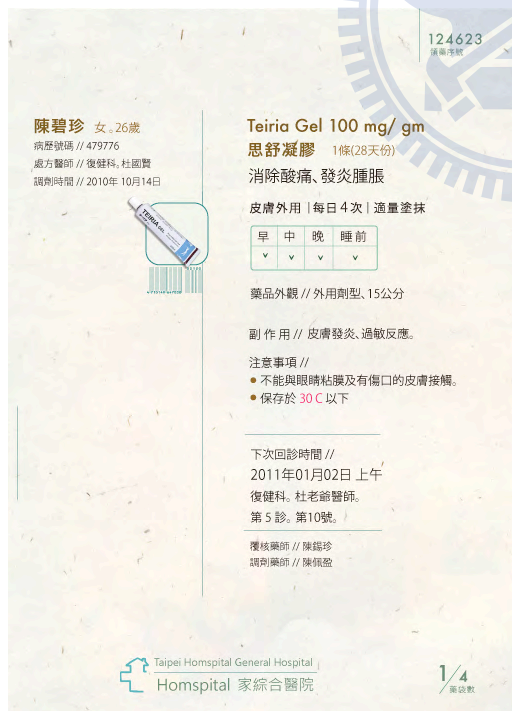 124623
領藥序號
陳碧珍 女。26歲
病歷號碼 // 479776
處方醫師 // 復健科。杜國賢
調劑時間 // 2010年 10月14日
TEIRIA GEL
Teiria Gel 100 mg/ gm
思舒凝膠 1條(28天份)
消除酸痛、發炎腫脹
皮膚外用 | 每日4次 | 適量塗抹
早 中 晚 睡前
藥品外觀 // 外用劑型、15公分
副作用 // 皮膚發炎、過敏反應。
注意事項 //
● 不能與眼睛粘膜及有傷口的皮膚接觸。
● 保存於 30 C 以下
下次回診時間 //
2011年01月02日 上午
復健科。杜老爺醫師。
第 5 診。第10號。
覆核藥師 // 陳錫珍
調劑藥師 // 陳佩盈
Taipei Homspital General Hospital
Homspital 家綜合醫院
1/4
藥袋數